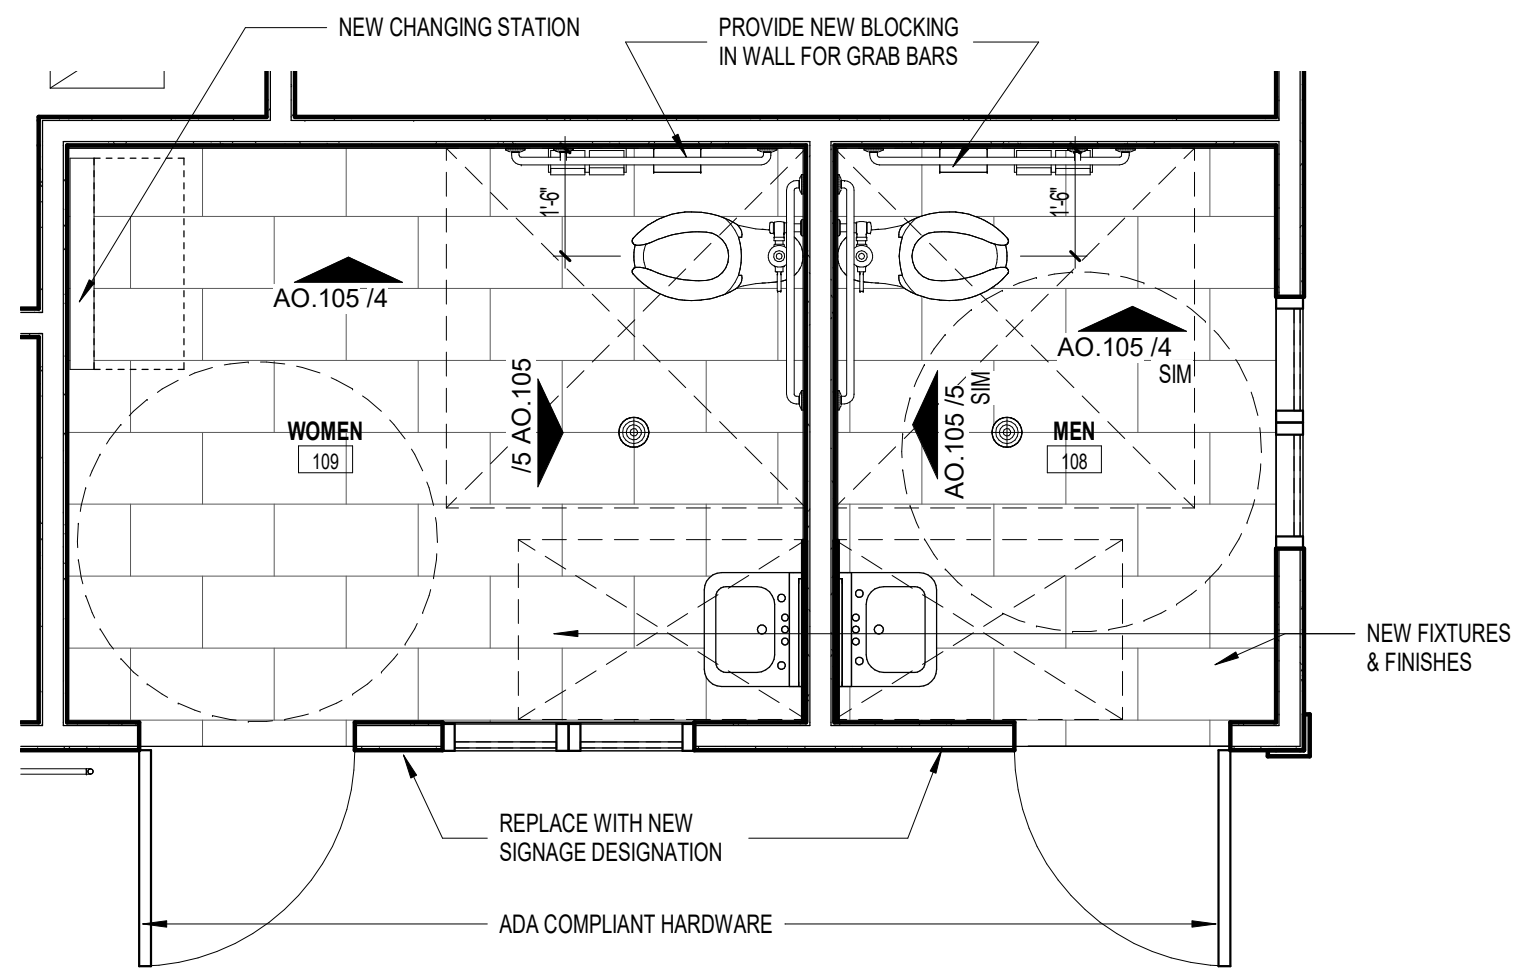 NEW CHANGING STATION
PROVIDE NEW BLOCKING
IN WALL FOR GRAB BARS
1'-6"
1'-6"
AO.105 /4
AO.105 /4
SIM
/5 AO.105
AO.105 /5
SIM
WOMEN
109
MEN
108
NEW FIXTURES
& FINISHES
REPLACE WITH NEW
SIGNAGE DESIGNATION
ADA COMPLIANT HARDWARE